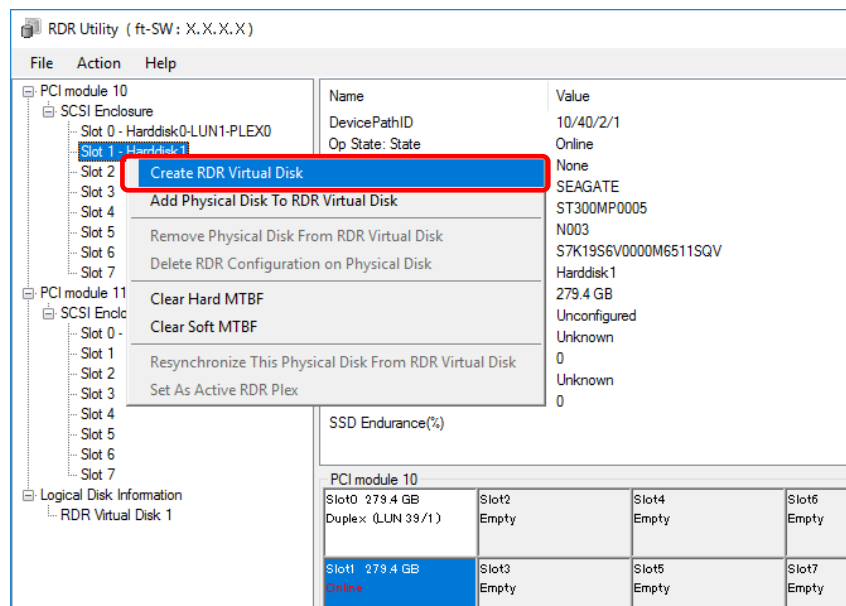 RDR Utility ( ft-SW : X.X.X.X )
File Action Help
PCI module 10
SCSI Enclosure
Slot 0 - Harddisk0-LUN1-PLEX0
Slot 1 - Harddisk1
Slot 2
Slot 3
Slot 4
Slot 5
Slot 6
Slot 7
PCI module 11
SCSI Enclo
Slot 0 -
Slot 1
Slot 2
Slot 3
Slot 4
Slot 5
Slot 6
Slot 7
Logical Disk Information
RDR Virtual Disk 1
Create RDR Virtual Disk
Add Physical Disk To RDR Virtual Disk
Remove Physical Disk From RDR Virtual Disk
Delete RDR Configuration on Physical Disk
Clear Hard MTBF
Clear Soft MTBF
Resynchronize This Physical Disk From RDR Virtual Disk
Set As Active RDR Plex
Name Value
DevicePathID 10/40/2/1
Op State: State Online
None
SEAGATE
ST300MP0005
N003
S7K19S6V0000M6511SQV
Harddisk1
279.4 GB
Unconfigured
Unknown
0
Unknown
0
SSD Endurance(%)
PCI module 10
Slot0 279.4 GB Slot2 Slot4 Slot6
Duplex (LUN 39/1) Empty Empty Empty
Slot1 279.4 GB Slot3 Slot5 Slot7
Online Empty Empty Empty